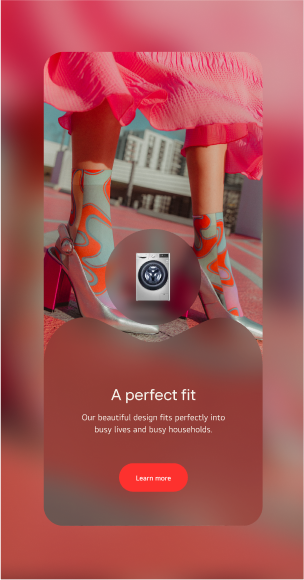 A perfect fit
Our beautiful design fits perfectly into
busy lives and busy households.
Learn more